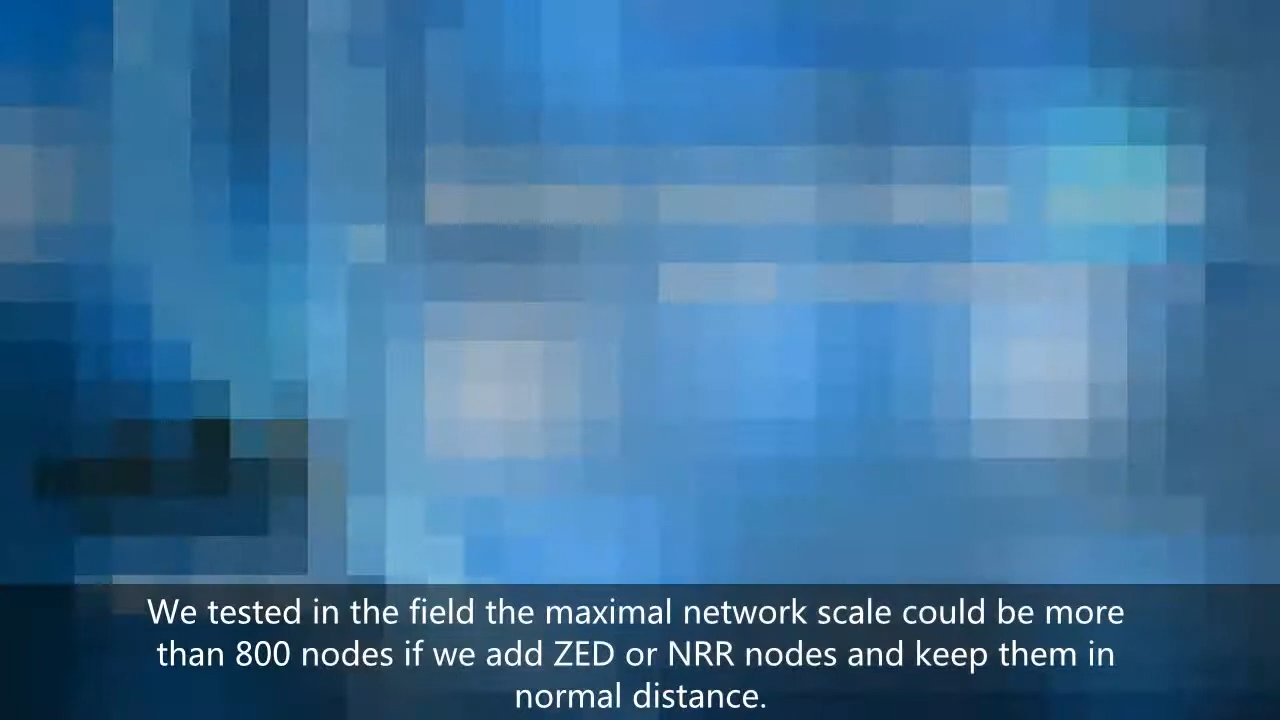 We tested in the field the maximal network scale could be more
than 800 nodes if we add ZED or NRR nodes and keep them in
normal distance.